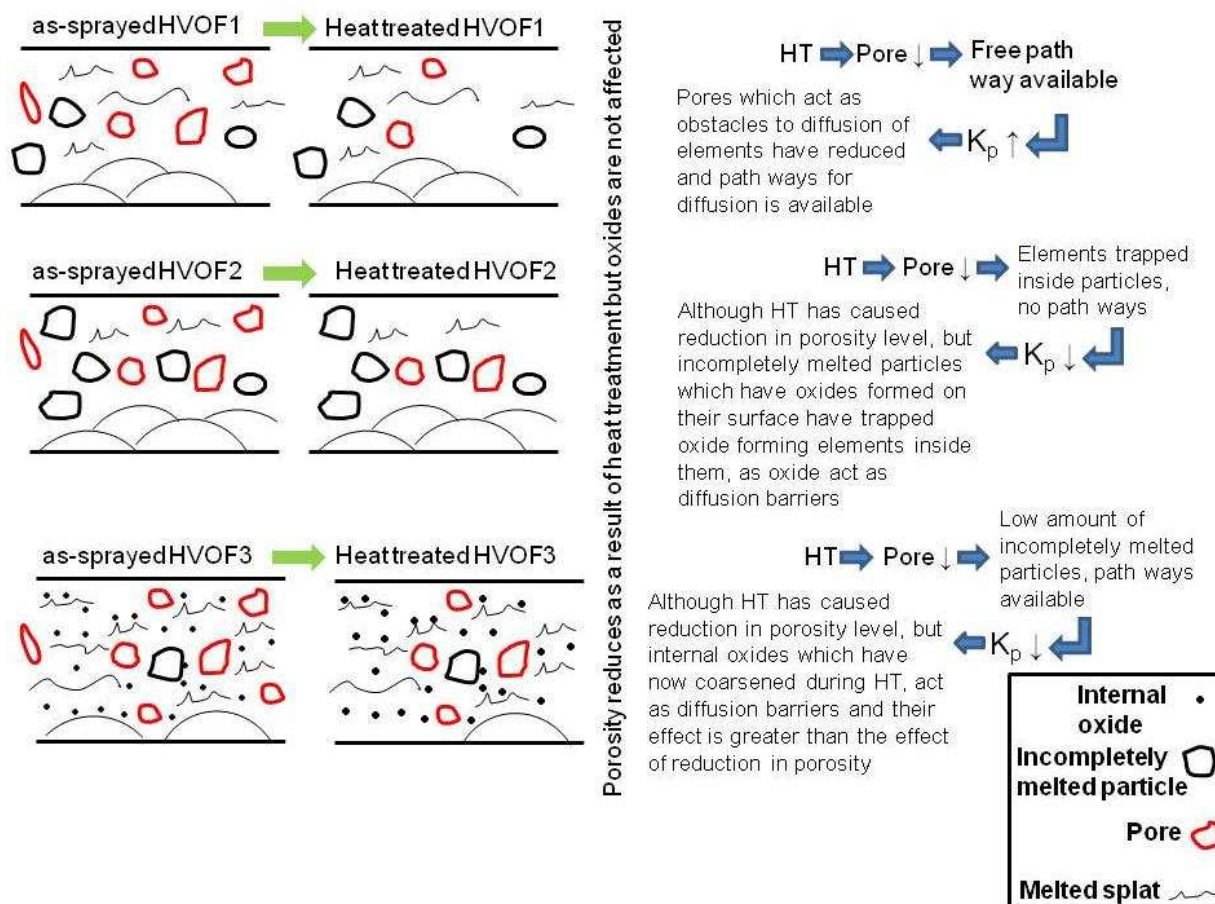 as-sprayed HVOF1
Heat treated HVOF1
HT
Pore ↓
Free path
way available
Pores which act as
obstacles to diffusion of
elements have reduced
and path ways for
diffusion is available
Kp ↑
as-sprayed HVOF2
Heat treated HVOF2
HT
Pore ↓
Elements trapped
inside particles,
no path ways
Although HT has caused
reduction in porosity level, but
incompletely melted particles
which have oxides formed on
their surface have trapped
oxide forming elements inside
them, as oxide act as
diffusion barriers
Kp ↓
as-sprayed HVOF3
Heat treated HVOF3
HT
Pore ↓
Low amount of
incompletely melted
particles, path ways
available
Although HT has caused
reduction in porosity level, but
internal oxides which have
now coarsened during HT, act
as diffusion barriers and their
effect is greater than the effect
of reduction in porosity
Kp ↓
Porosity reduces as a result of heat treatment but oxides are not affected
Internal
oxide
Incompletely
melted particle
Pore
Melted splat